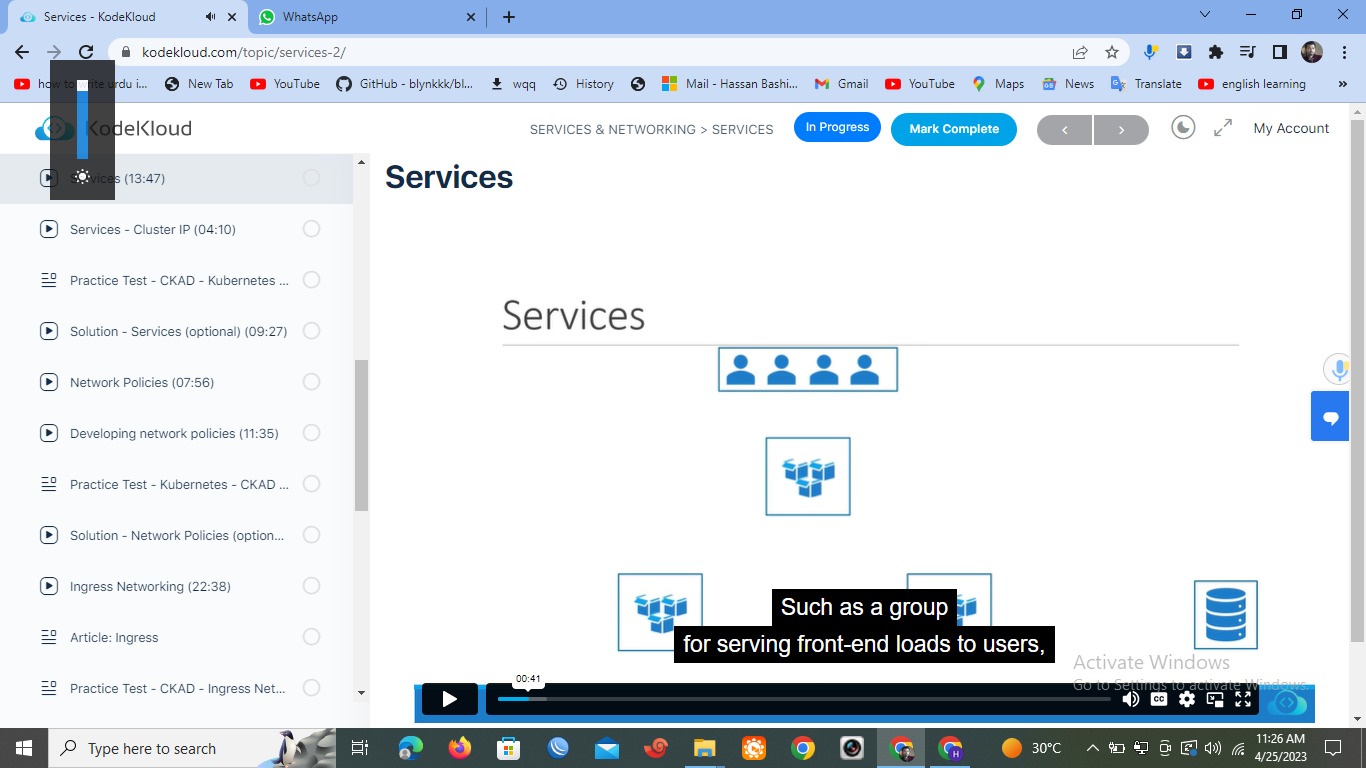 Services - KodeKloud
WhatsApp
kodekloud.com/topic/services-2/
how to write urdu i...
New Tab
YouTube
GitHub - blynkkk/bl...
wqq
History
Mail - Hassan Bashi...
Gmail
YouTube
Maps
News
Translate
english learning
»
KodeKloud
SERVICES & NETWORKING > SERVICES
In Progress
Mark Complete
My Account
Services (13:47)
Services - Cluster IP (04:10)
Practice Test - CKAD - Kubernetes ...
Solution - Services (optional) (09:27)
Network Policies (07:56)
Developing network policies (11:35)
Practice Test - Kubernetes - CKAD ...
Solution - Network Policies (option...
Ingress Networking (22:38)
Article: Ingress
Practice Test - CKAD - Ingress Net...
Services
Services
Such as a group
for serving front-end loads to users,
Activate Windows
Go to Settings to activate Windows.
00:41
CC
Type here to search
H
30°C
11:26 AM
4/25/2023